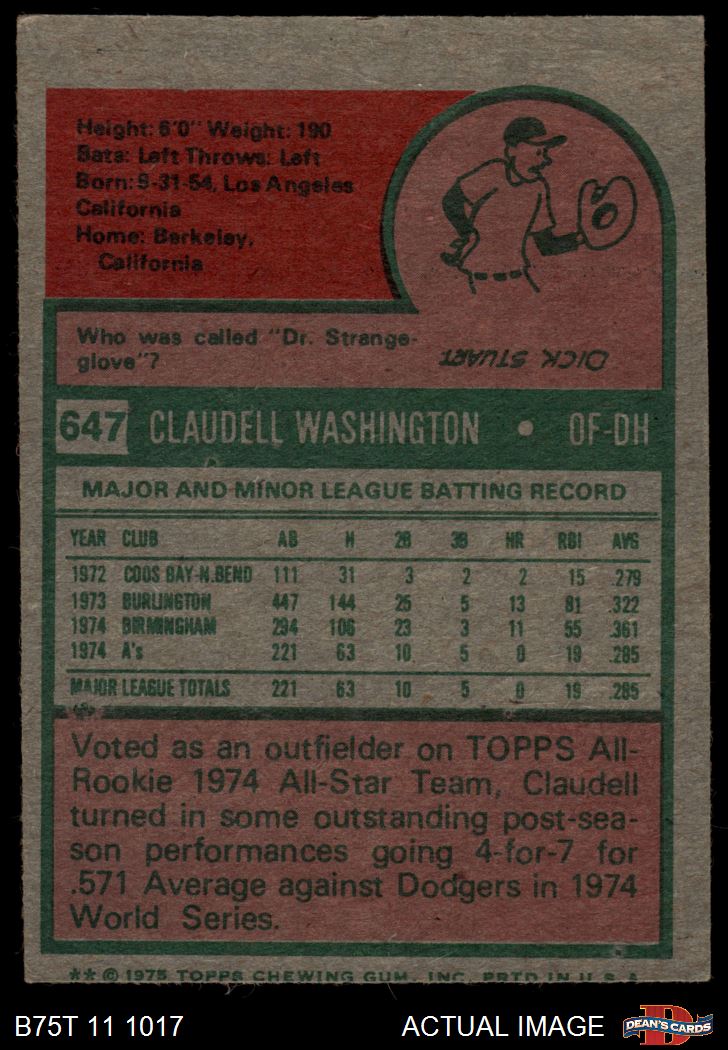 Height: 6'0" Weight: 190
Bats: Left Throws: Left
Born: 8-31-54, Los Angeles
California
Home: Berkeley,
California
Who was called "Dr. Strange-
glove"?
DICK STUART
647 CLAUDELL WASHINGTON • OF-DH
MAJOR AND MINOR LEAGUE BATTING RECORD
YEAR CLUB AB H 2B 3B HR RBI AVG
1972 COOS BAY-N.BEND 111 31 3 2 2 15 .279
1973 BURLINGTON 447 144 25 5 13 81 .322
1974 BIRMINGHAM 294 106 23 3 11 55 .361
1974 A's 221 63 10 5 0 19 .285
MAJOR LEAGUE TOTALS 221 63 10 5 0 19 .285
Voted as an outfielder on TOPPS All-
Rookie 1974 All-Star Team, Claudell
turned in some outstanding post-sea-
son performances going 4-for-7 for
.571 Average against Dodgers in 1974
World Series.
** © 1975 TOPPS CHEWING GUM, INC. PRTD IN U.S.A.
B75T 11 1017 ACTUAL IMAGE DEAN'S CARDS